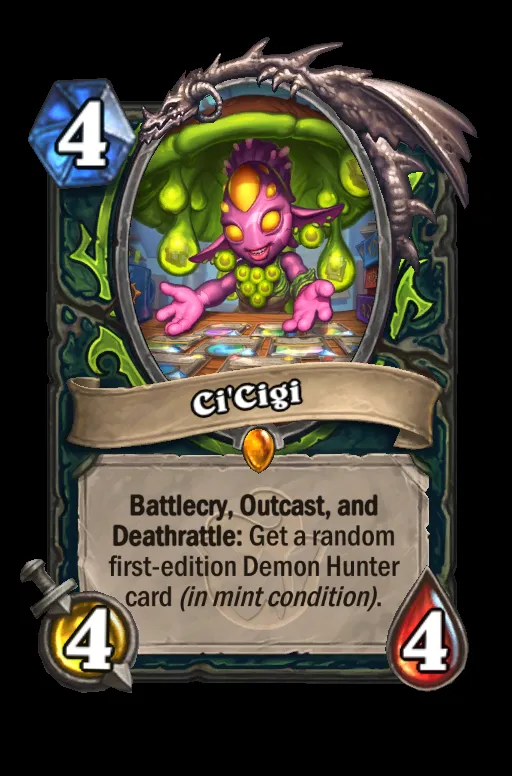 4
Ci'Cigi
Battlecry, Outcast, and
Deathrattle: Get a random
first-edition Demon Hunter
card (in mint condition).
4
4